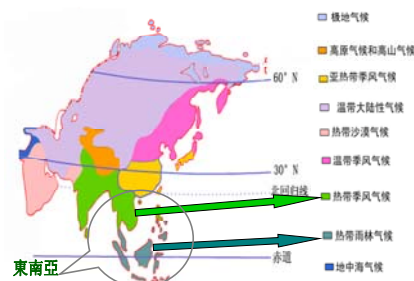 极地气候
高原气候和高山气候
60° N
亚热带季风气候
温带大陆性气候
热带沙漠气候
温带季风气候
30° N
北回归线
热带季风气候
热带雨林气候
赤道
東南亞
地中海气候